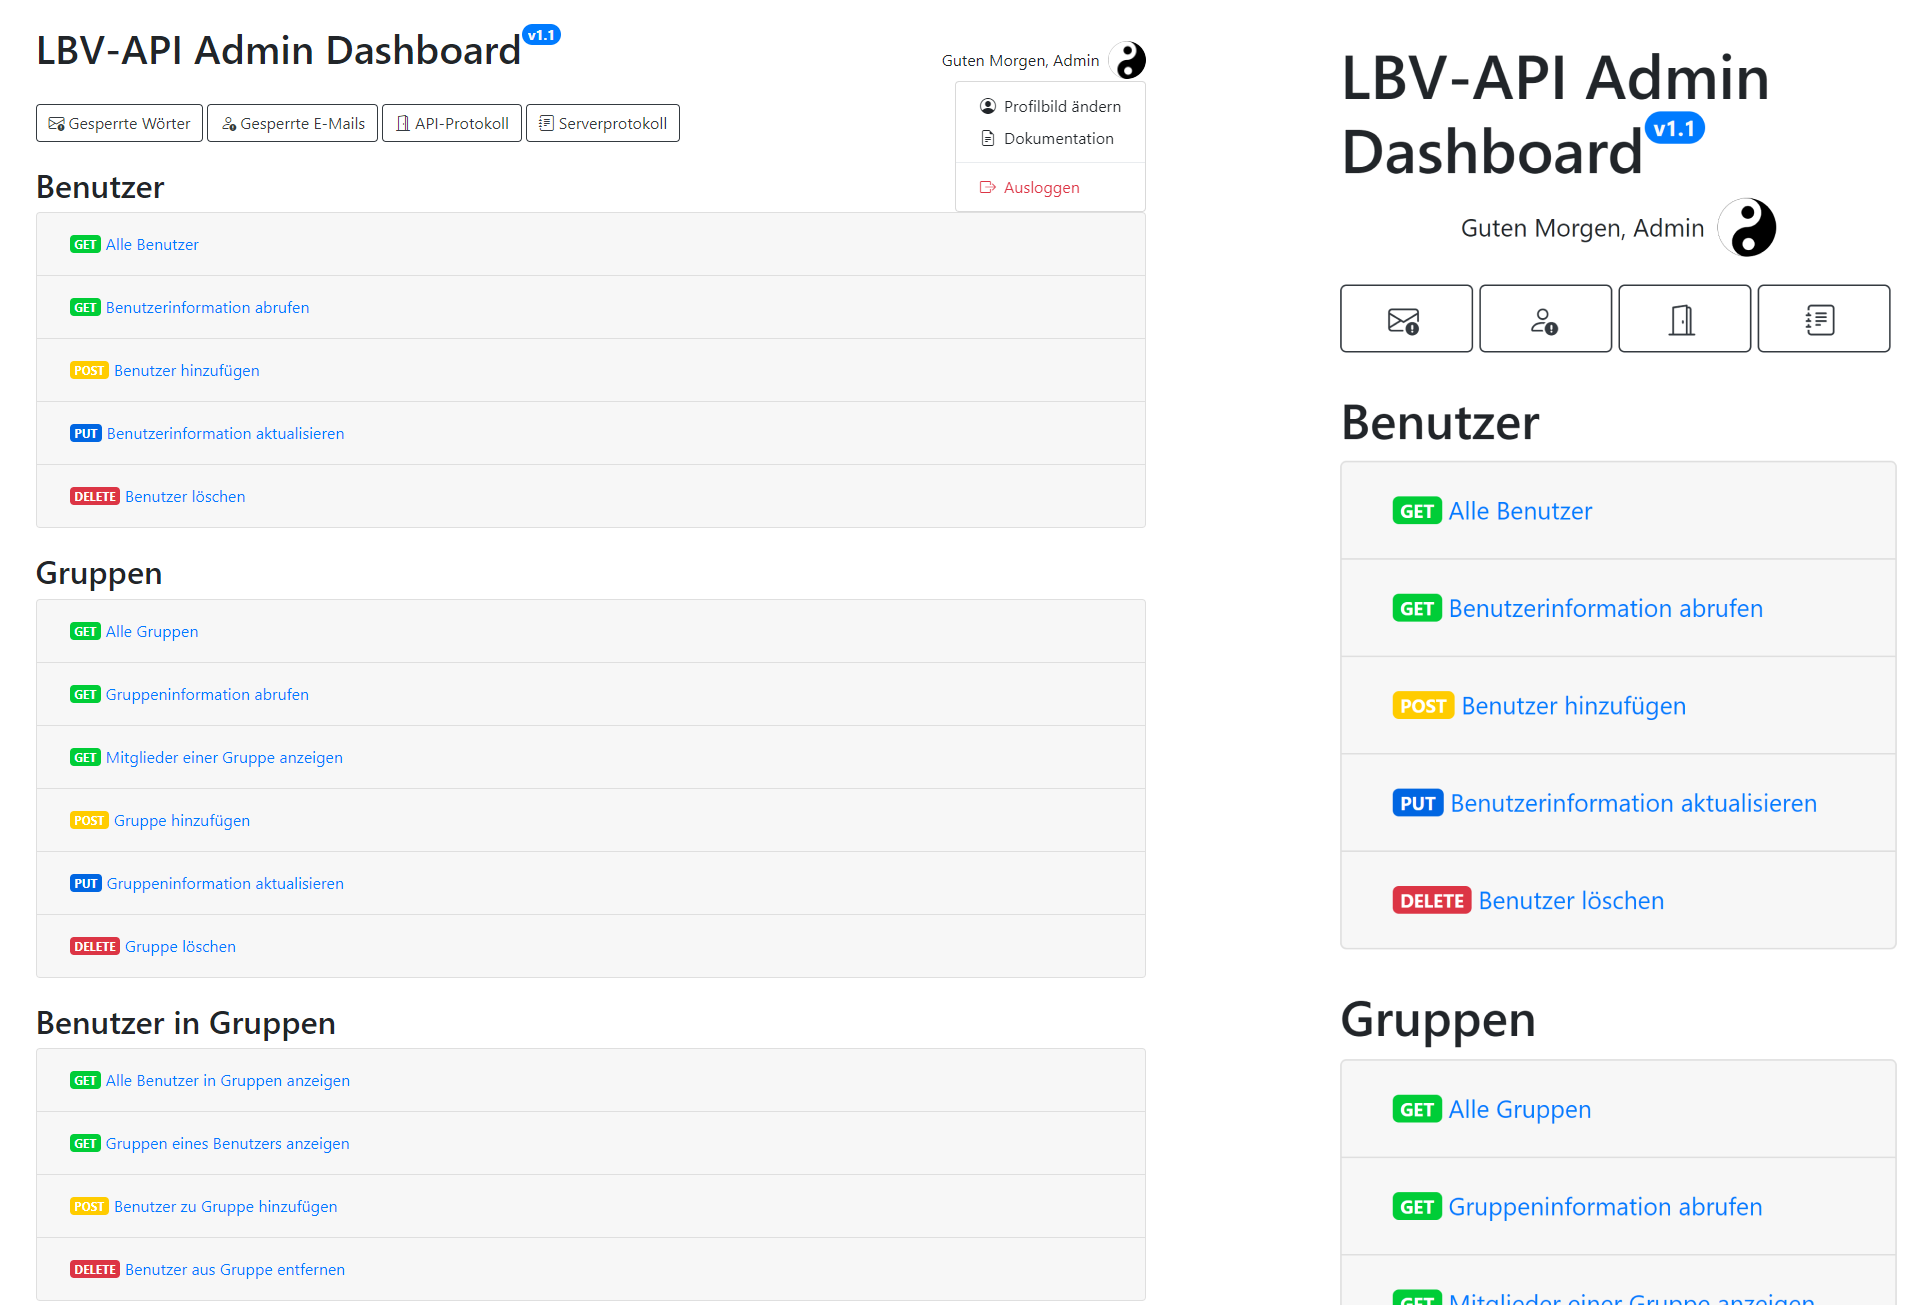 LBV-API Admin Dashboard v1.1
Guten Morgen, Admin
Profilbild ändern
Dokumentation
Ausloggen
Gesperrte Wörter
Gesperrte E-Mails
API-Protokoll
Serverprotokoll
Benutzer
GET Alle Benutzer
GET Benutzerinformation abrufen
POST Benutzer hinzufügen
PUT Benutzerinformation aktualisieren
DELETE Benutzer löschen
Gruppen
GET Alle Gruppen
GET Gruppeninformation abrufen
GET Mitglieder einer Gruppe anzeigen
POST Gruppe hinzufügen
PUT Gruppeninformation aktualisieren
DELETE Gruppe löschen
Benutzer in Gruppen
GET Alle Benutzer in Gruppen anzeigen
GET Gruppen eines Benutzers anzeigen
POST Benutzer zu Gruppe hinzufügen
DELETE Benutzer aus Gruppe entfernen
LBV-API Admin
Dashboard v1.1
Guten Morgen, Admin
Benutzer
GET Alle Benutzer
GET Benutzerinformation abrufen
POST Benutzer hinzufügen
PUT Benutzerinformation aktualisieren
DELETE Benutzer löschen
Gruppen
GET Alle Gruppen
GET Gruppeninformation abrufen
GET Mitglieder einer Gruppe anzeigen